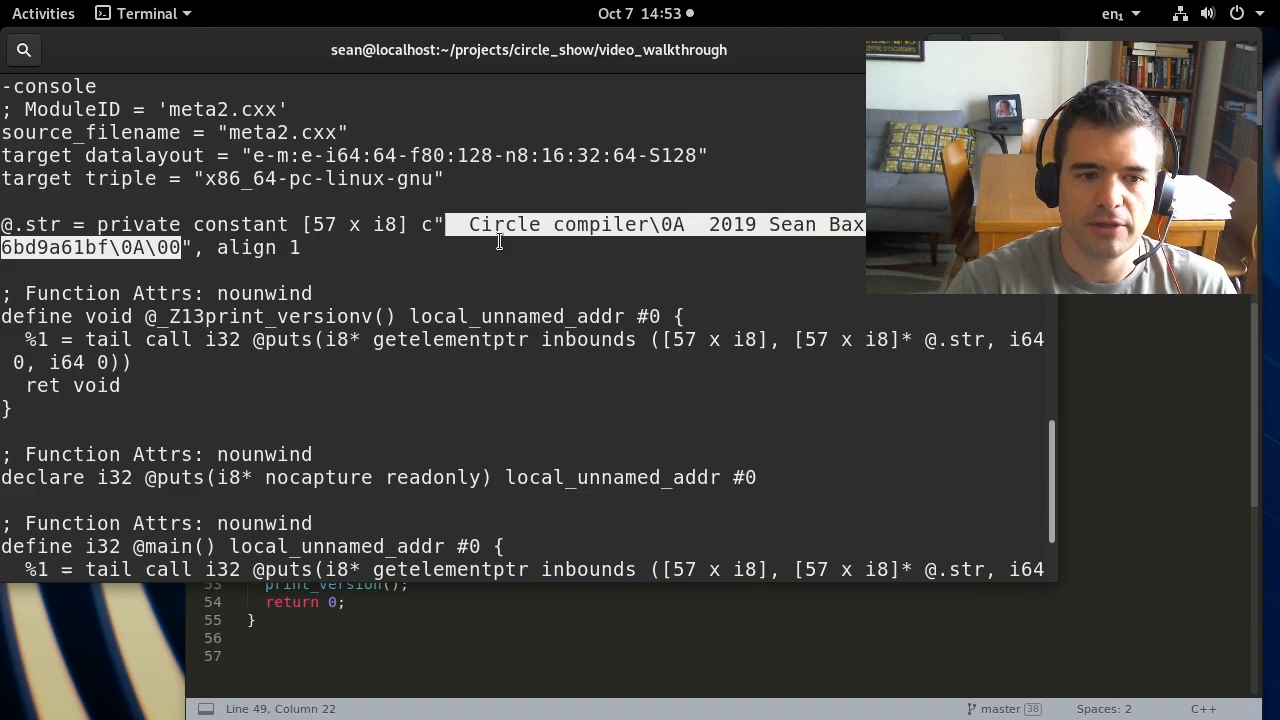 Activities Terminal Oct 7 14:53 en₁
sean@localhost:~/projects/circle_show/video_walkthrough
-console
; ModuleID = 'meta2.cxx'
source_filename = "meta2.cxx"
target datalayout = "e-m:e-i64:64-f80:128-n8:16:32:64-S128"
target triple = "x86_64-pc-linux-gnu"
@.str = private constant [57 x i8] c"  Circle compiler\0A  2019 Sean Bax
6bd9a61bf\0A\00", align 1
; Function Attrs: nounwind
define void @_Z13print_versionv() local_unnamed_addr #0 {
  %1 = tail call i32 @puts(i8* getelementptr inbounds ([57 x i8], [57 x i8]* @.str, i64
 0, i64 0))
  ret void
}
; Function Attrs: nounwind
declare i32 @puts(i8* nocapture readonly) local_unnamed_addr #0
; Function Attrs: nounwind
define i32 @main() local_unnamed_addr #0 {
  %1 = tail call i32 @puts(i8* getelementptr inbounds ([57 x i8], [57 x i8]* @.str, i64
53 print_version();
54 return 0;
55 }
56
57
Line 49, Column 22 master 38 Spaces: 2 C++